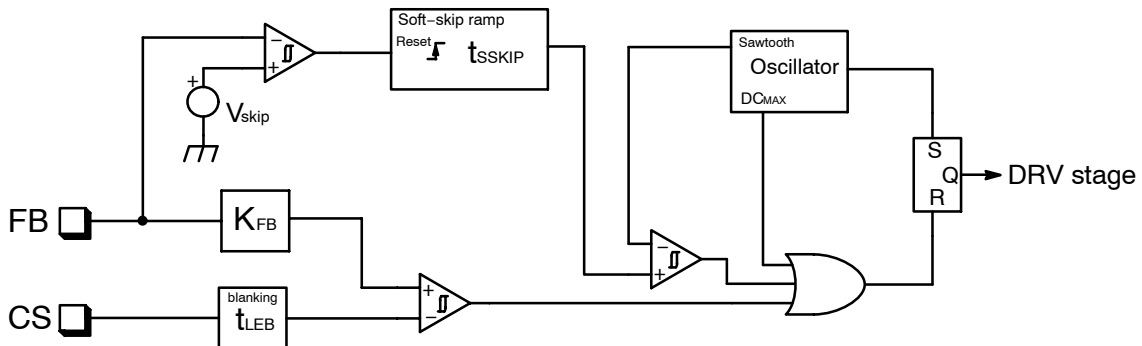 Soft-skip ramp
Reset
tSSKIP
Sawtooth
Oscillator
DCMAX
−
+
+
Vskip
S
Q
R
DRV stage
FB
KFB
−
+
+
−
CS
blanking
tLEB